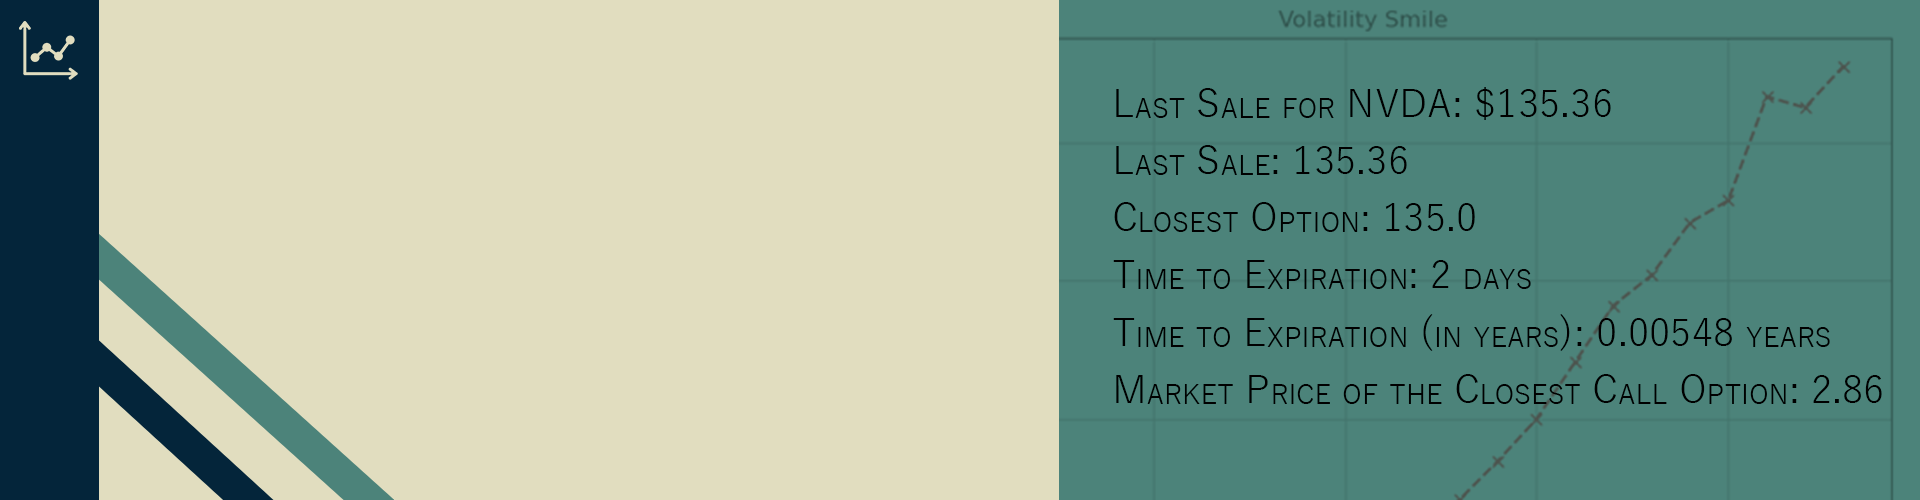 Volatility Smile
Last Sale for NVDA: $135.36
Last Sale: 135.36
Closest Option: 135.0
Time to Expiration: 2 days
Time to Expiration (in years): 0.00548 years
Market Price of the Closest Call Option: 2.86